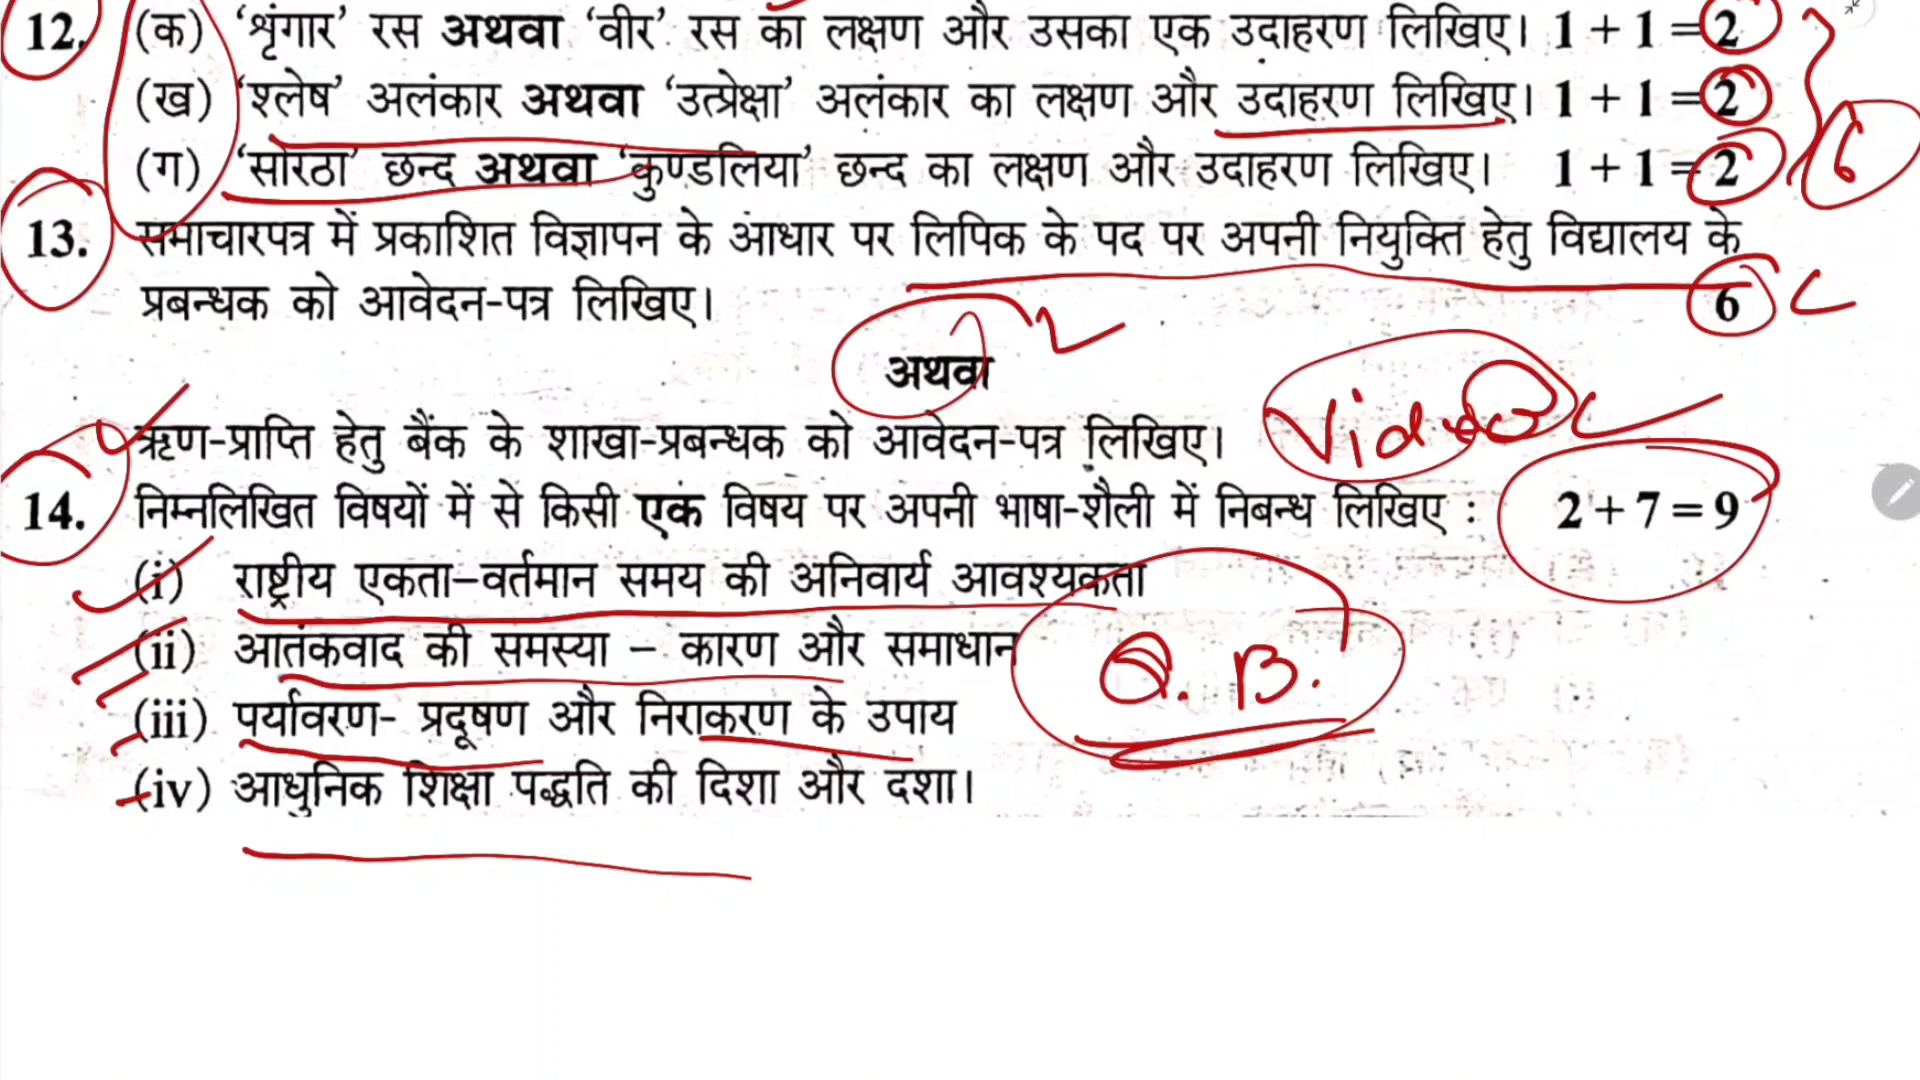 12. (क) 'शृंगार' रस अथवा 'वीर' रस का लक्षण और उसका एक उदाहरण लिखिए। 1 + 1 = 2
(ख) 'श्लेष' अलंकार अथवा 'उत्प्रेक्षा' अलंकार का लक्षण और उदाहरण लिखिए। 1 + 1 = 2
(ग) 'सोरठा' छन्द अथवा 'कुण्डलिया' छन्द का लक्षण और उदाहरण लिखिए। 1 + 1 = 2
6
13. समाचारपत्र में प्रकाशित विज्ञापन के आधार पर लिपिक के पद पर अपनी नियुक्ति हेतु विद्यालय के
प्रबन्धक को आवेदन-पत्र लिखिए। 6
अथवा
ऋण-प्राप्ति हेतु बैंक के शाखा-प्रबन्धक को आवेदन-पत्र लिखिए। Video
14. निम्नलिखित विषयों में से किसी एक विषय पर अपनी भाषा-शैली में निबन्ध लिखिए : 2 + 7 = 9
(i) राष्ट्रीय एकता–वर्तमान समय की अनिवार्य आवश्यकता
(ii) आतंकवाद की समस्या – कारण और समाधान
Q. B.
(iii) पर्यावरण- प्रदूषण और निराकरण के उपाय
(iv) आधुनिक शिक्षा पद्धति की दिशा और दशा।